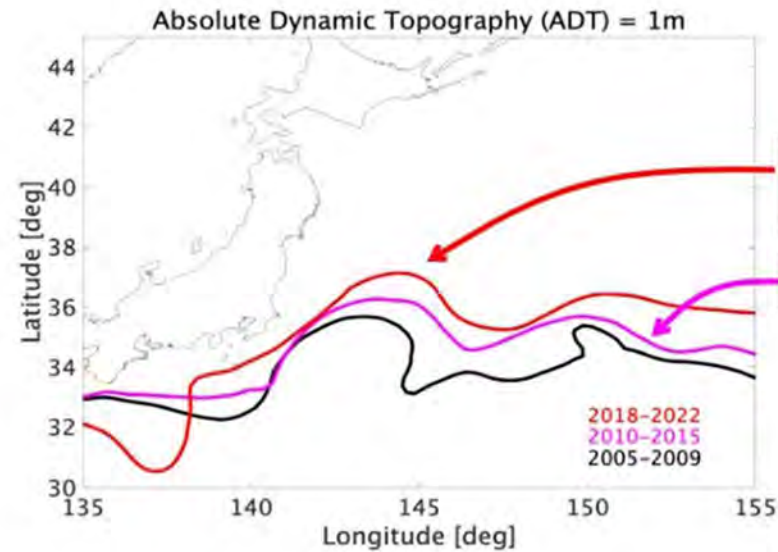 Absolute Dynamic Topography (ADT) = 1m
44
42
40
38
36
34
32
30
Latitude [deg]
2018-2022
2010-2015
2005-2009
135 140 145 150 155
Longitude [deg]